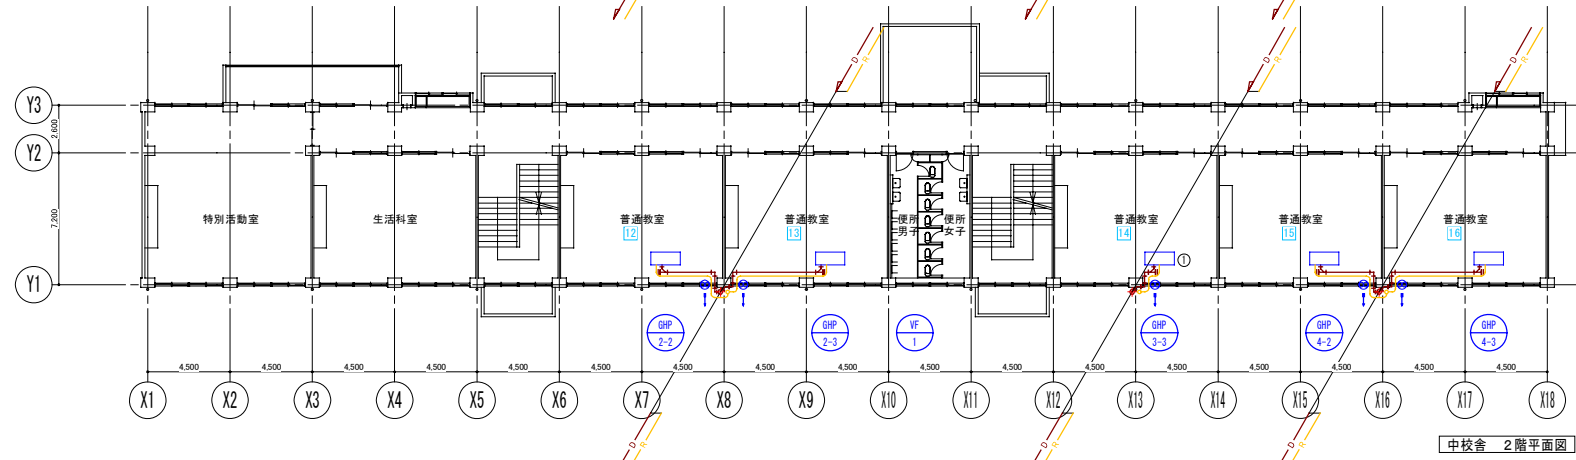 D R
D R
D R
Y3
2,600
Y2
7,200
Y1
特別活動室
生活科室
普通教室
12
普通教室
13
便所
男子
便所
女子
普通教室
14
普通教室
15
普通教室
16
①
GHP
2-2
GHP
2-3
VF
1
GHP
3-3
GHP
4-2
GHP
4-3
4,500 4,500 4,500 4,500 4,500 4,500 4,500 4,500 4,500 4,500 4,500 4,500 4,500 4,500 4,500 4,500 4,500
X1 X2 X3 X4 X5 X6 X7 X8 X9 X10 X11 X12 X13 X14 X15 X16 X17 X18
D R
D R
D R
中校舎 2階平面図